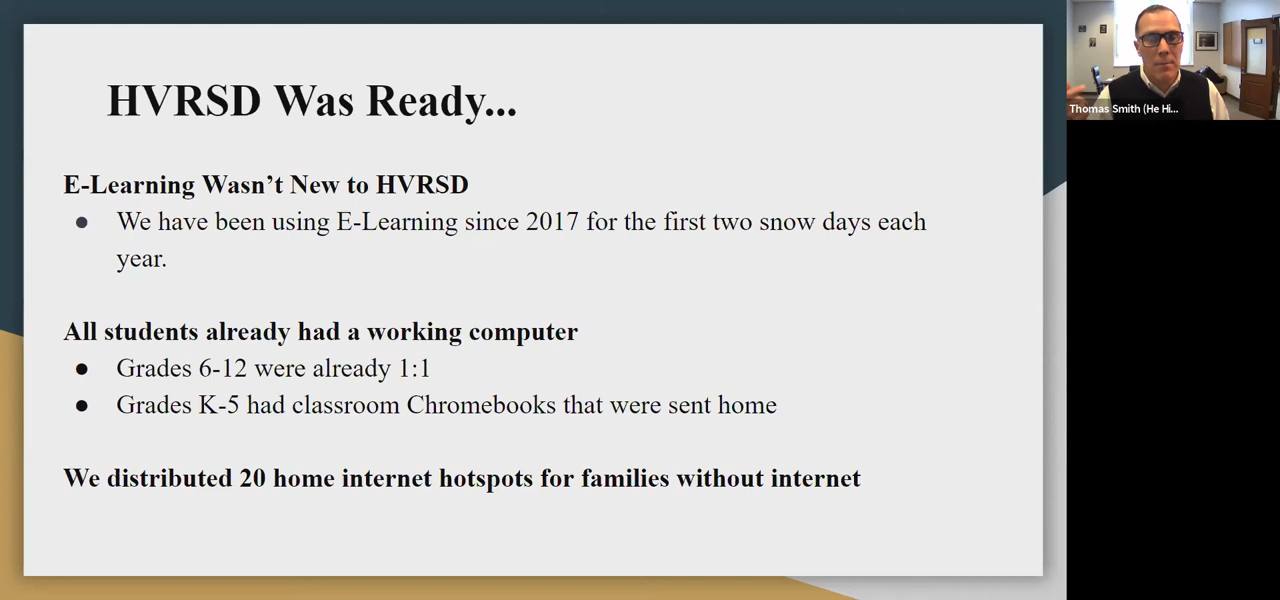 HVRSD Was Ready...
E-Learning Wasn’t New to HVRSD
● We have been using E-Learning since 2017 for the first two snow days each
year.
All students already had a working computer
● Grades 6-12 were already 1:1
● Grades K-5 had classroom Chromebooks that were sent home
We distributed 20 home internet hotspots for families without internet
Thomas Smith (He Hi...